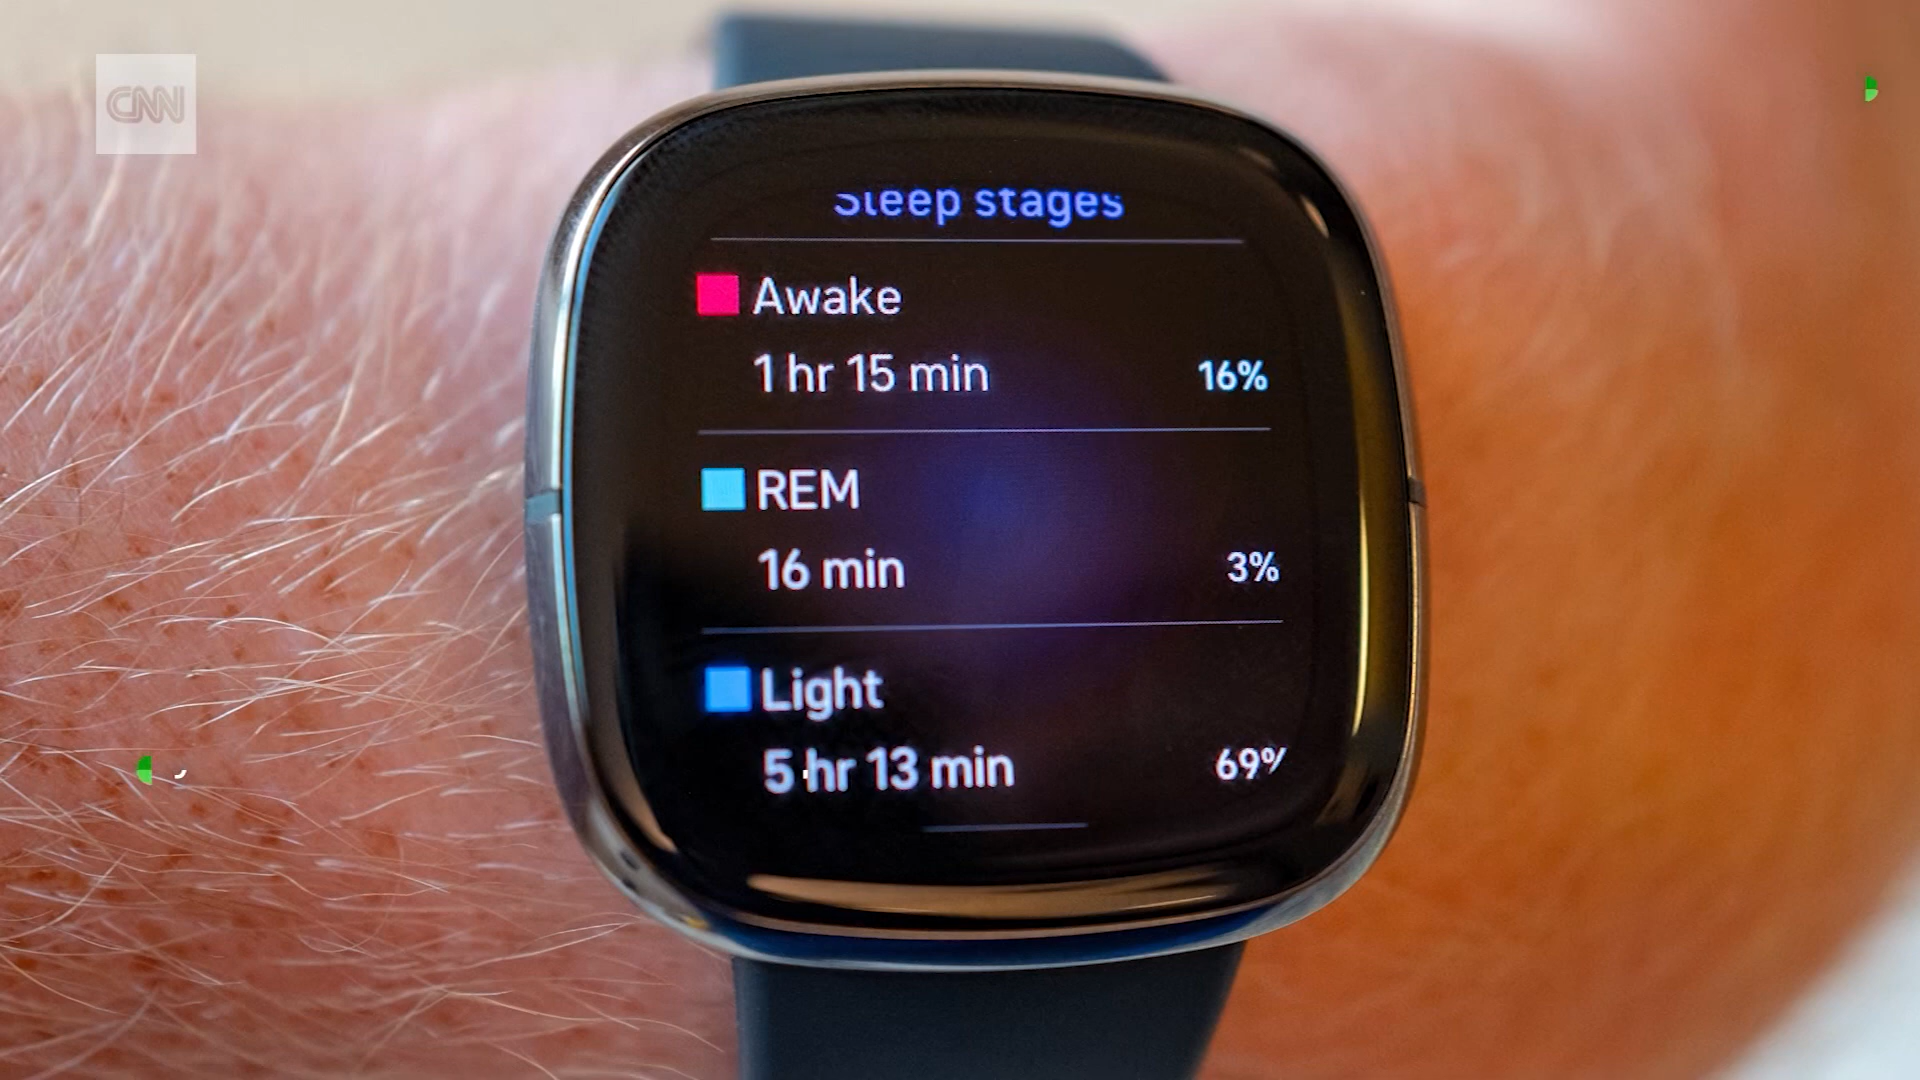 CNN
Sleep stages
Awake
1 hr 15 min 16%
REM
16 min 3%
Light
5 hr 13 min 69%